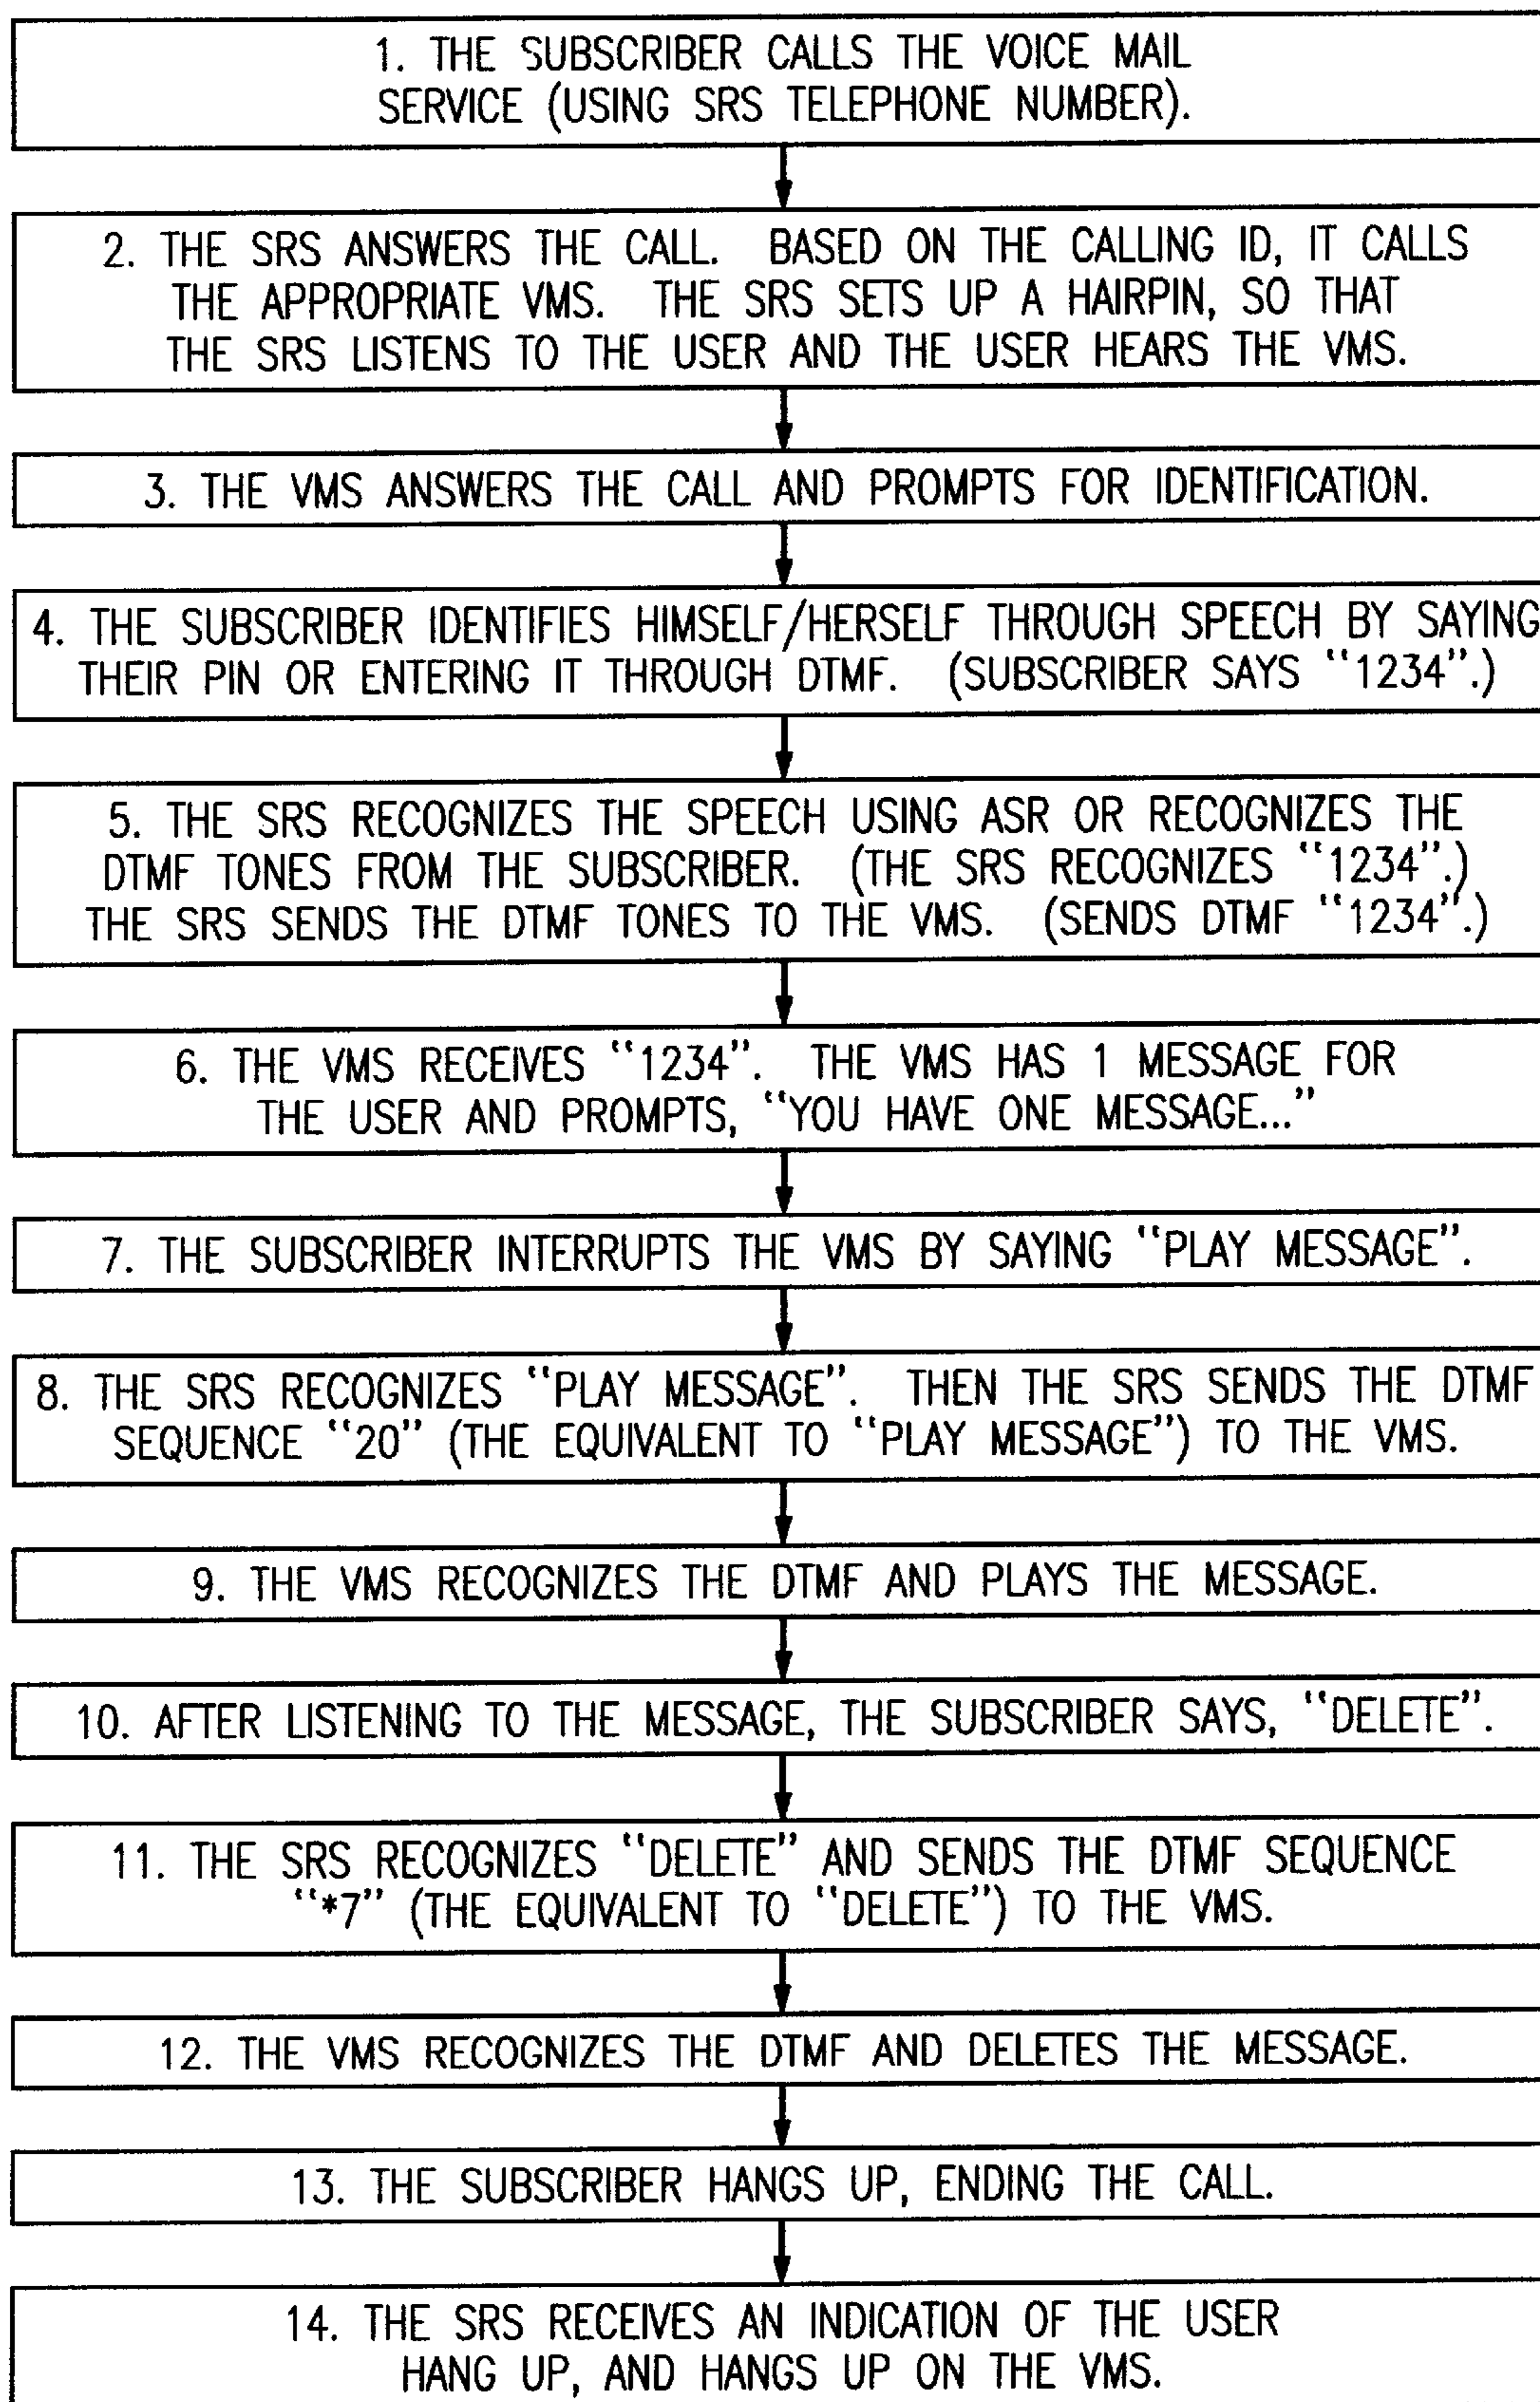 1. THE SUBSCRIBER CALLS THE VOICE MAIL
SERVICE (USING SRS TELEPHONE NUMBER).
2. THE SRS ANSWERS THE CALL. BASED ON THE CALLING ID, IT CALLS
THE APPROPRIATE VMS. THE SRS SETS UP A HAIRPIN, SO THAT
THE SRS LISTENS TO THE USER AND THE USER HEARS THE VMS.
3. THE VMS ANSWERS THE CALL AND PROMPTS FOR IDENTIFICATION.
4. THE SUBSCRIBER IDENTIFIES HIMSELF/HERSELF THROUGH SPEECH BY SAYING
THEIR PIN OR ENTERING IT THROUGH DTMF. (SUBSCRIBER SAYS “1234”.)
5. THE SRS RECOGNIZES THE SPEECH USING ASR OR RECOGNIZES THE
DTMF TONES FROM THE SUBSCRIBER. (THE SRS RECOGNIZES “1234”.)
THE SRS SENDS THE DTMF TONES TO THE VMS. (SENDS DTMF “1234”.)
6. THE VMS RECEIVES “1234”. THE VMS HAS 1 MESSAGE FOR
THE USER AND PROMPTS, “YOU HAVE ONE MESSAGE...”
7. THE SUBSCRIBER INTERRUPTS THE VMS BY SAYING “PLAY MESSAGE”.
8. THE SRS RECOGNIZES “PLAY MESSAGE”. THEN THE SRS SENDS THE DTMF
SEQUENCE “20” (THE EQUIVALENT TO “PLAY MESSAGE”) TO THE VMS.
9. THE VMS RECOGNIZES THE DTMF AND PLAYS THE MESSAGE.
10. AFTER LISTENING TO THE MESSAGE, THE SUBSCRIBER SAYS, “DELETE”.
11. THE SRS RECOGNIZES “DELETE” AND SENDS THE DTMF SEQUENCE
“*7” (THE EQUIVALENT TO “DELETE”) TO THE VMS.
12. THE VMS RECOGNIZES THE DTMF AND DELETES THE MESSAGE.
13. THE SUBSCRIBER HANGS UP, ENDING THE CALL.
14. THE SRS RECEIVES AN INDICATION OF THE USER
HANG UP, AND HANGS UP ON THE VMS.